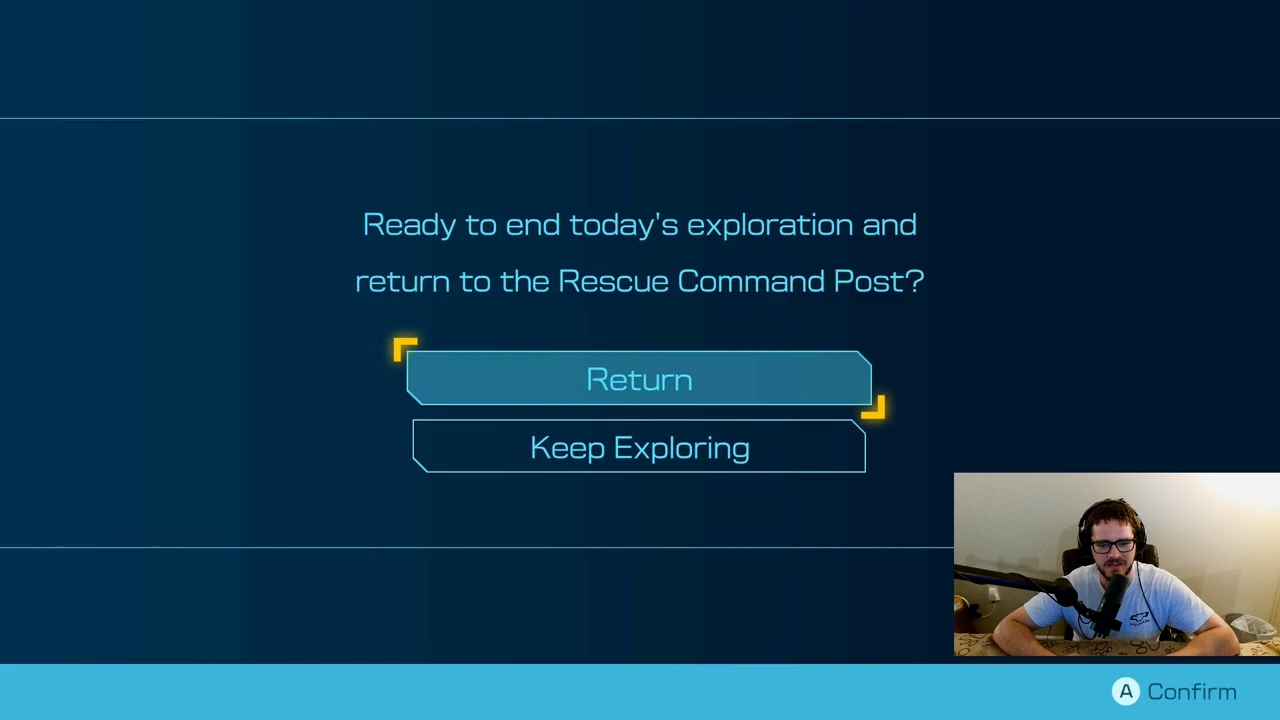 Ready to end today's exploration and
return to the Rescue Command Post?
Return
Keep Exploring
A Confirm